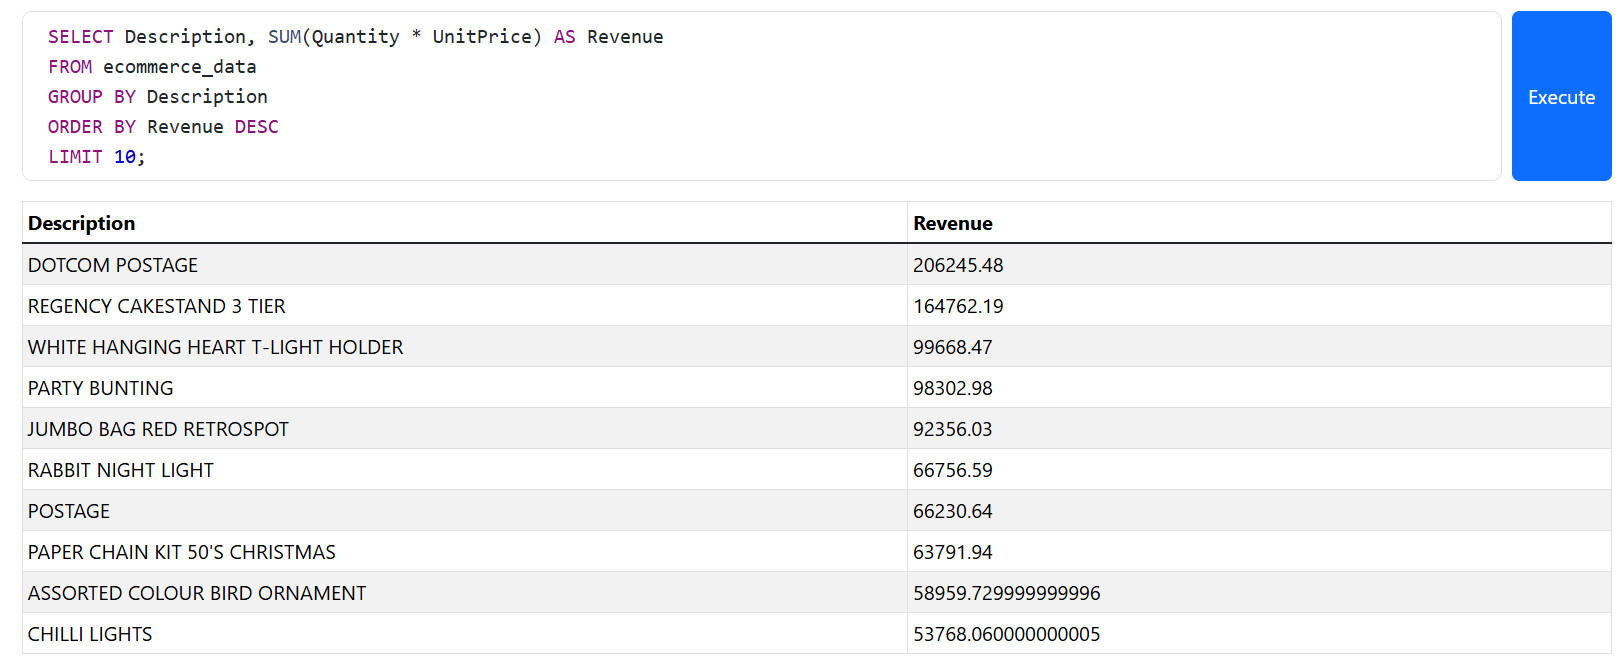 SELECT Description, SUM(Quantity * UnitPrice) AS Revenue
FROM ecommerce_data
GROUP BY Description
ORDER BY Revenue DESC
LIMIT 10;
Execute
Description Revenue
DOTCOM POSTAGE 206245.48
REGENCY CAKESTAND 3 TIER 164762.19
WHITE HANGING HEART T-LIGHT HOLDER 99668.47
PARTY BUNTING 98302.98
JUMBO BAG RED RETROSPOT 92356.03
RABBIT NIGHT LIGHT 66756.59
POSTAGE 66230.64
PAPER CHAIN KIT 50'S CHRISTMAS 63791.94
ASSORTED COLOUR BIRD ORNAMENT 58959.729999999996
CHILLI LIGHTS 53768.060000000005